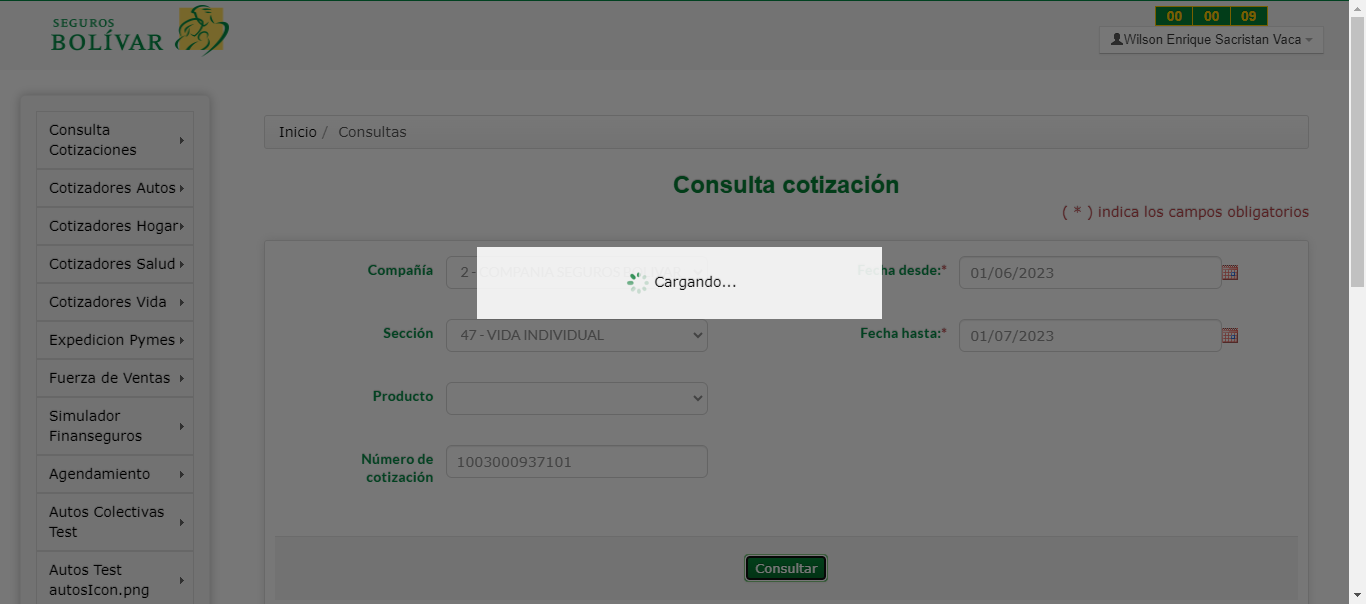 SEGUROS
BOLÍVAR
00 00 09
Wilson Enrique Sacristan Vaca
Consulta
Cotizaciones
Cotizadores Autos
Cotizadores Hogar
Cotizadores Salud
Cotizadores Vida
Expedicion Pymes
Fuerza de Ventas
Simulador
Finanseguros
Agendamiento
Autos Colectivas
Test
Autos Test
autosIcon.png
Inicio / Consultas
Consulta cotización
( * ) indica los campos obligatorios
Compañía 2 - COMPANIA SEGUROS BOLIVAR
Fecha desde:* 01/06/2023
Cargando...
Sección 47 - VIDA INDIVIDUAL
Fecha hasta:* 01/07/2023
Producto
Número de
cotización
1003000937101
Consultar